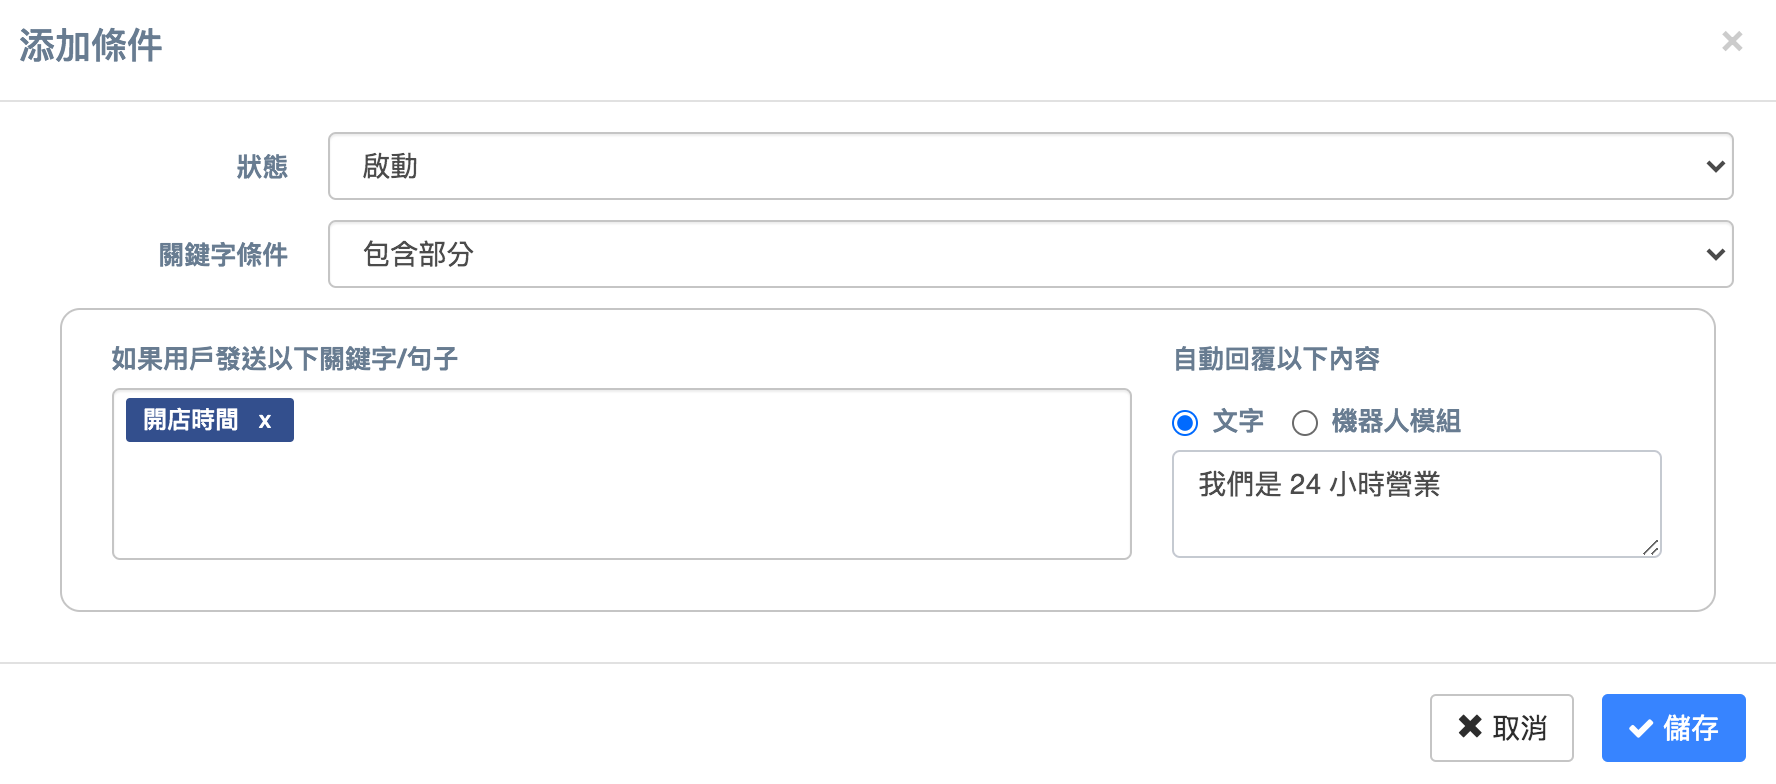 添加條件
×
狀態
啟動
關鍵字條件
包含部分
如果用戶發送以下關鍵字/句子
開店時間 x
自動回覆以下內容
文字 機器人模組
我們是 24 小時營業
取消 儲存